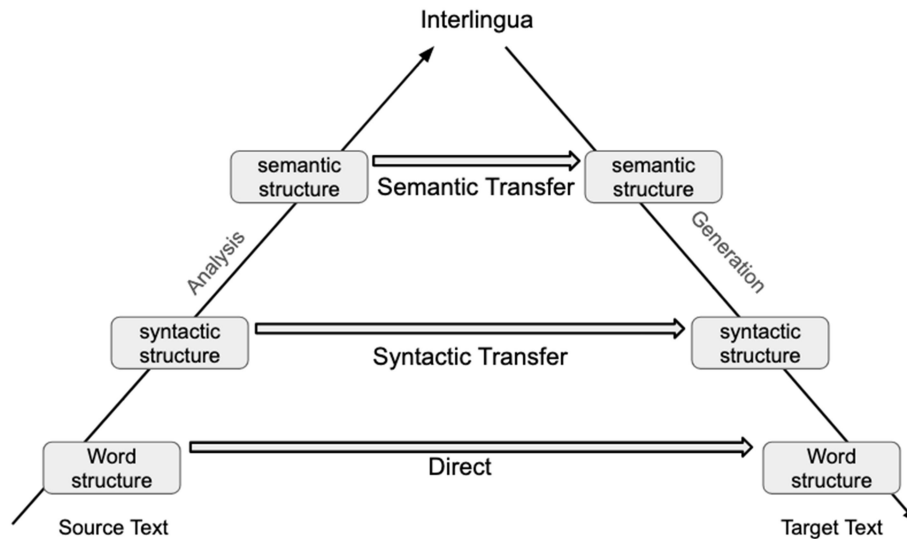 Interlingua
semantic
structure
Semantic Transfer
semantic
structure
Analysis
Generation
syntactic
structure
Syntactic Transfer
syntactic
structure
Word
structure
Direct
Word
structure
Source Text
Target Text